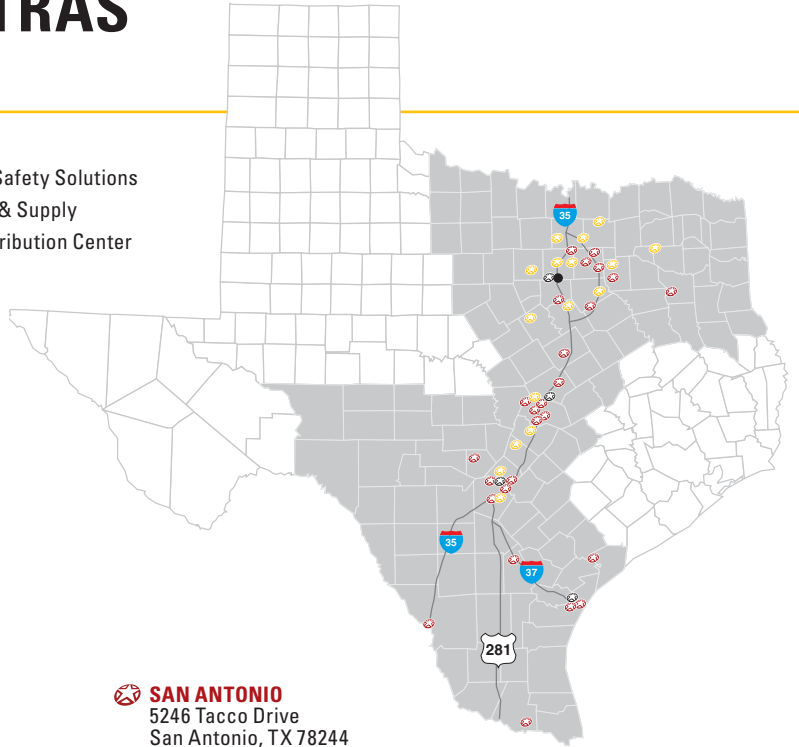 TRAS
Safety Solutions
& Supply
ribution Center
35
35
37
281
SAN ANTONIO
5246 Tacco Drive
San Antonio, TX 78244